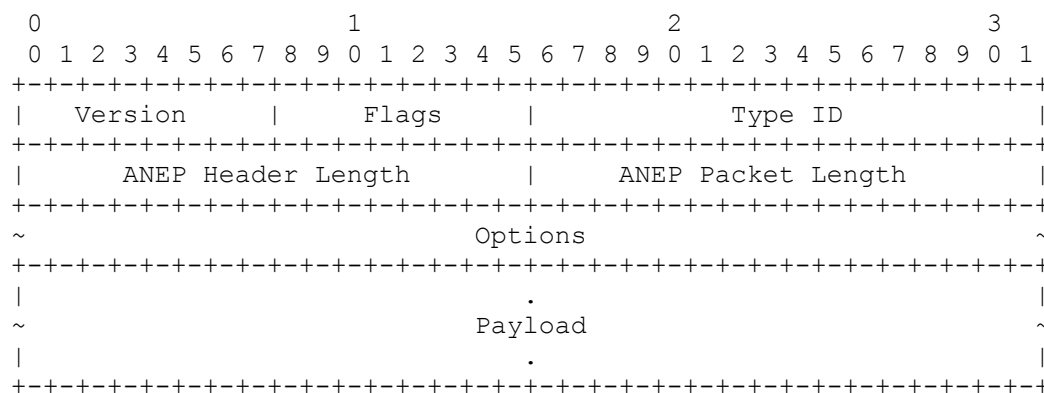 0                   1                   2                   3
0 1 2 3 4 5 6 7 8 9 0 1 2 3 4 5 6 7 8 9 0 1 2 3 4 5 6 7 8 9 0 1
+-+-+-+-+-+-+-+-+-+-+-+-+-+-+-+-+-+-+-+-+-+-+-+-+-+-+-+-+-+-+-+-+
|   Version     |     Flags     |            Type ID            |
+-+-+-+-+-+-+-+-+-+-+-+-+-+-+-+-+-+-+-+-+-+-+-+-+-+-+-+-+-+-+-+-+
|      ANEP Header Length       |     ANEP Packet Length        |
+-+-+-+-+-+-+-+-+-+-+-+-+-+-+-+-+-+-+-+-+-+-+-+-+-+-+-+-+-+-+-+-+
~                            Options                            ~
+-+-+-+-+-+-+-+-+-+-+-+-+-+-+-+-+-+-+-+-+-+-+-+-+-+-+-+-+-+-+-+-+
|                               .                               |
~                            Payload                            ~
|                               .                               |
+-+-+-+-+-+-+-+-+-+-+-+-+-+-+-+-+-+-+-+-+-+-+-+-+-+-+-+-+-+-+-+-+